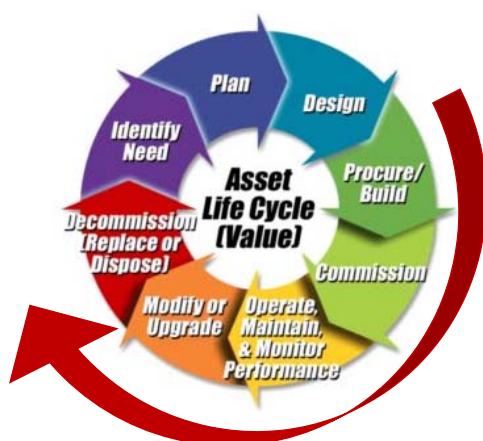 Plan
Design
Procure/
Build
Commission
Operate,
Maintain,
& Monitor
Performance
Modify or
Upgrade
Decommission
(Replace or
Dispose)
Identify
Need
Asset
Life Cycle
(Value)